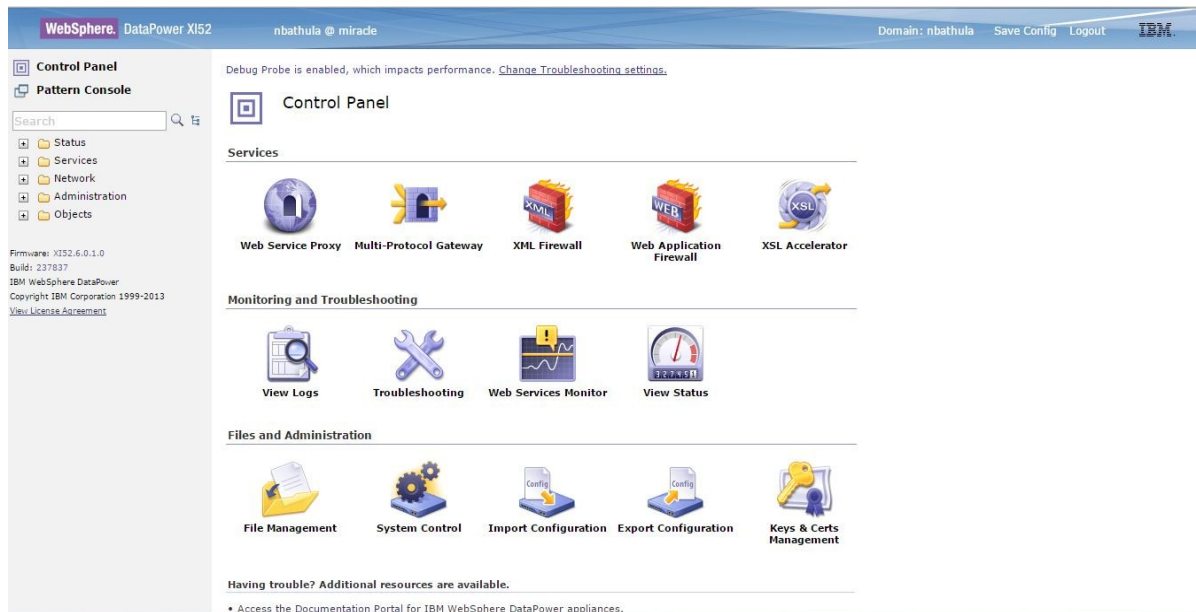 WebSphere. DataPower XI52
nbathula @ miracle
Domain: nbathula Save Config Logout IBM.
Control Panel
Pattern Console
Search
Status
Services
Network
Administration
Objects
Firmware: XI52.6.0.1.0
Build: 237837
IBM WebSphere DataPower
Copyright IBM Corporation 1999-2013
View License Agreement
Debug Probe is enabled, which impacts performance. Change Troubleshooting settings.
Control Panel
Services
XML
WEB
XSL
Web Service Proxy
Multi-Protocol Gateway
XML Firewall
Web Application
Firewall
XSL Accelerator
Monitoring and Troubleshooting
View Logs
Troubleshooting
Web Services Monitor
View Status
Files and Administration
Config
Config
File Management
System Control
Import Configuration
Export Configuration
Keys & Certs
Management
Having trouble? Additional resources are available.
• Access the Documentation Portal for IBM WebSphere DataPower appliances.